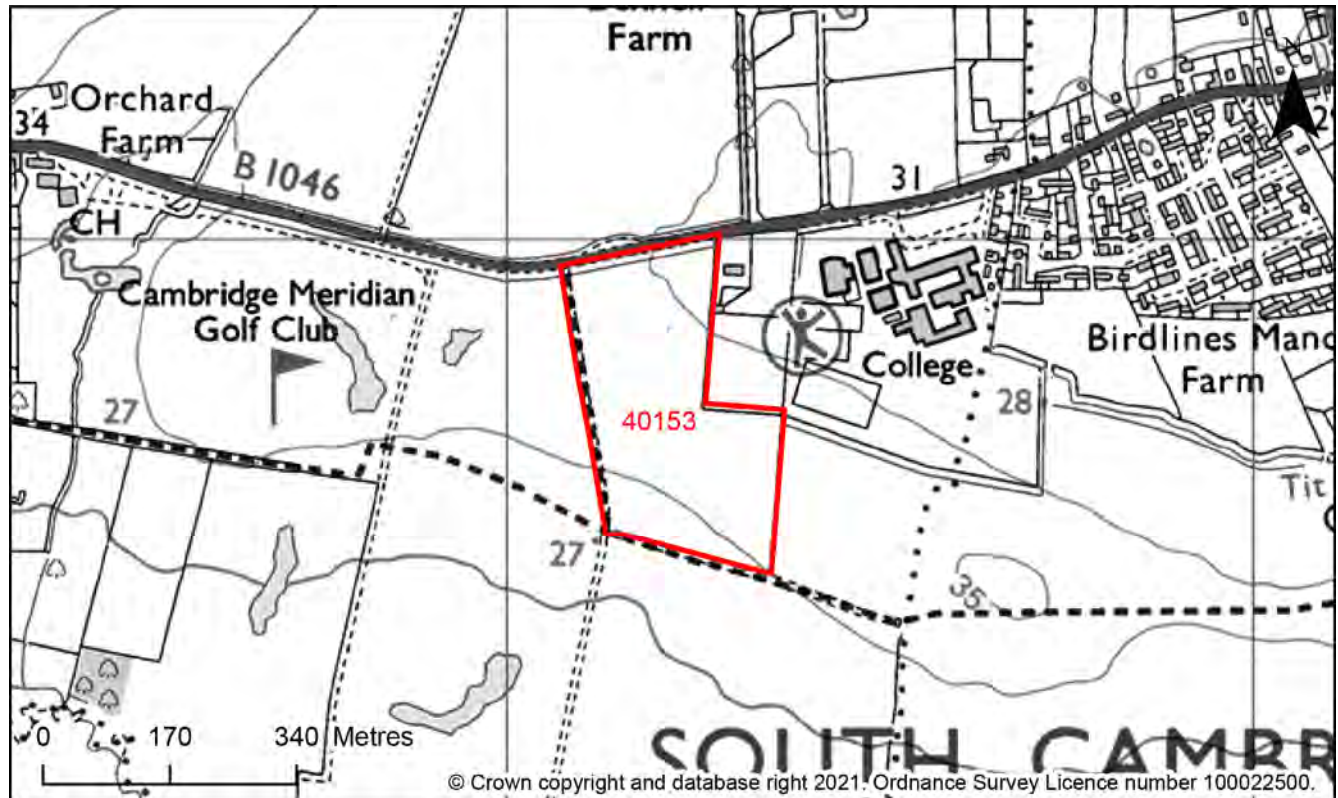 Farm
Orchard
Farm
34
B 1046
31
CH
Cambridge Meridian
Golf Club
College
Birdlines Mano
Farm
40153
27
28
27
35
Tit
0 170 340 Metres
SOUTH CAMBR
© Crown copyright and database right 2021. Ordnance Survey Licence number 100022500.